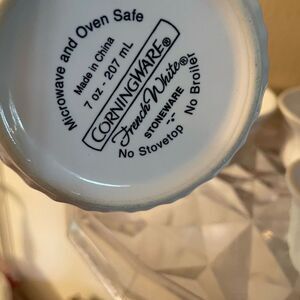 Microwave and Oven Safe
Made in China
7 oz - 207 mL
CORNINGWARE®
French White®
STONEWARE
No Stovetop No Broiler